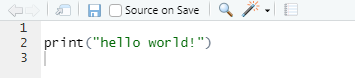 Source on Save
1
2 print("hello world!")
3